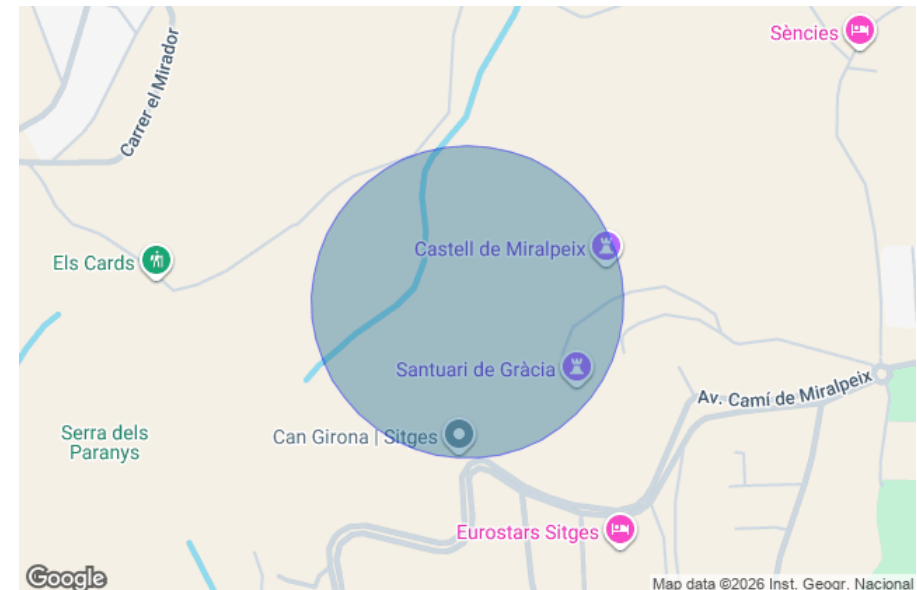 Sències
Carrer el Mirador
Castell de Miralpeix
Els Cards
Santuari de Gràcia
Av. Camí de Miralpeix
Serra dels
Paranys
Can Girona | Sitges
Eurostars Sitges
Google
Map data ©2026 Inst. Geogr. Nacional